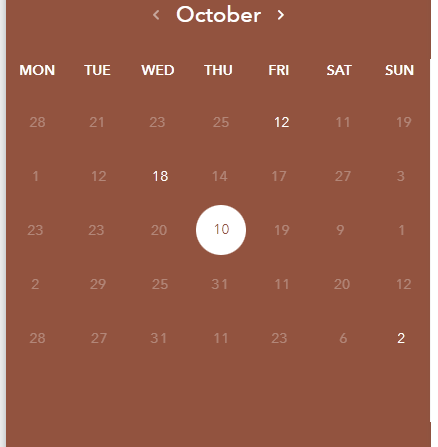 ‹ October ›
MON TUE WED THU FRI SAT SUN
28 21 23 25 12 11 19
1 12 18 14 17 27 3
23 23 20 10 19 9 1
2 29 25 31 11 20 12
28 27 31 11 23 6 2